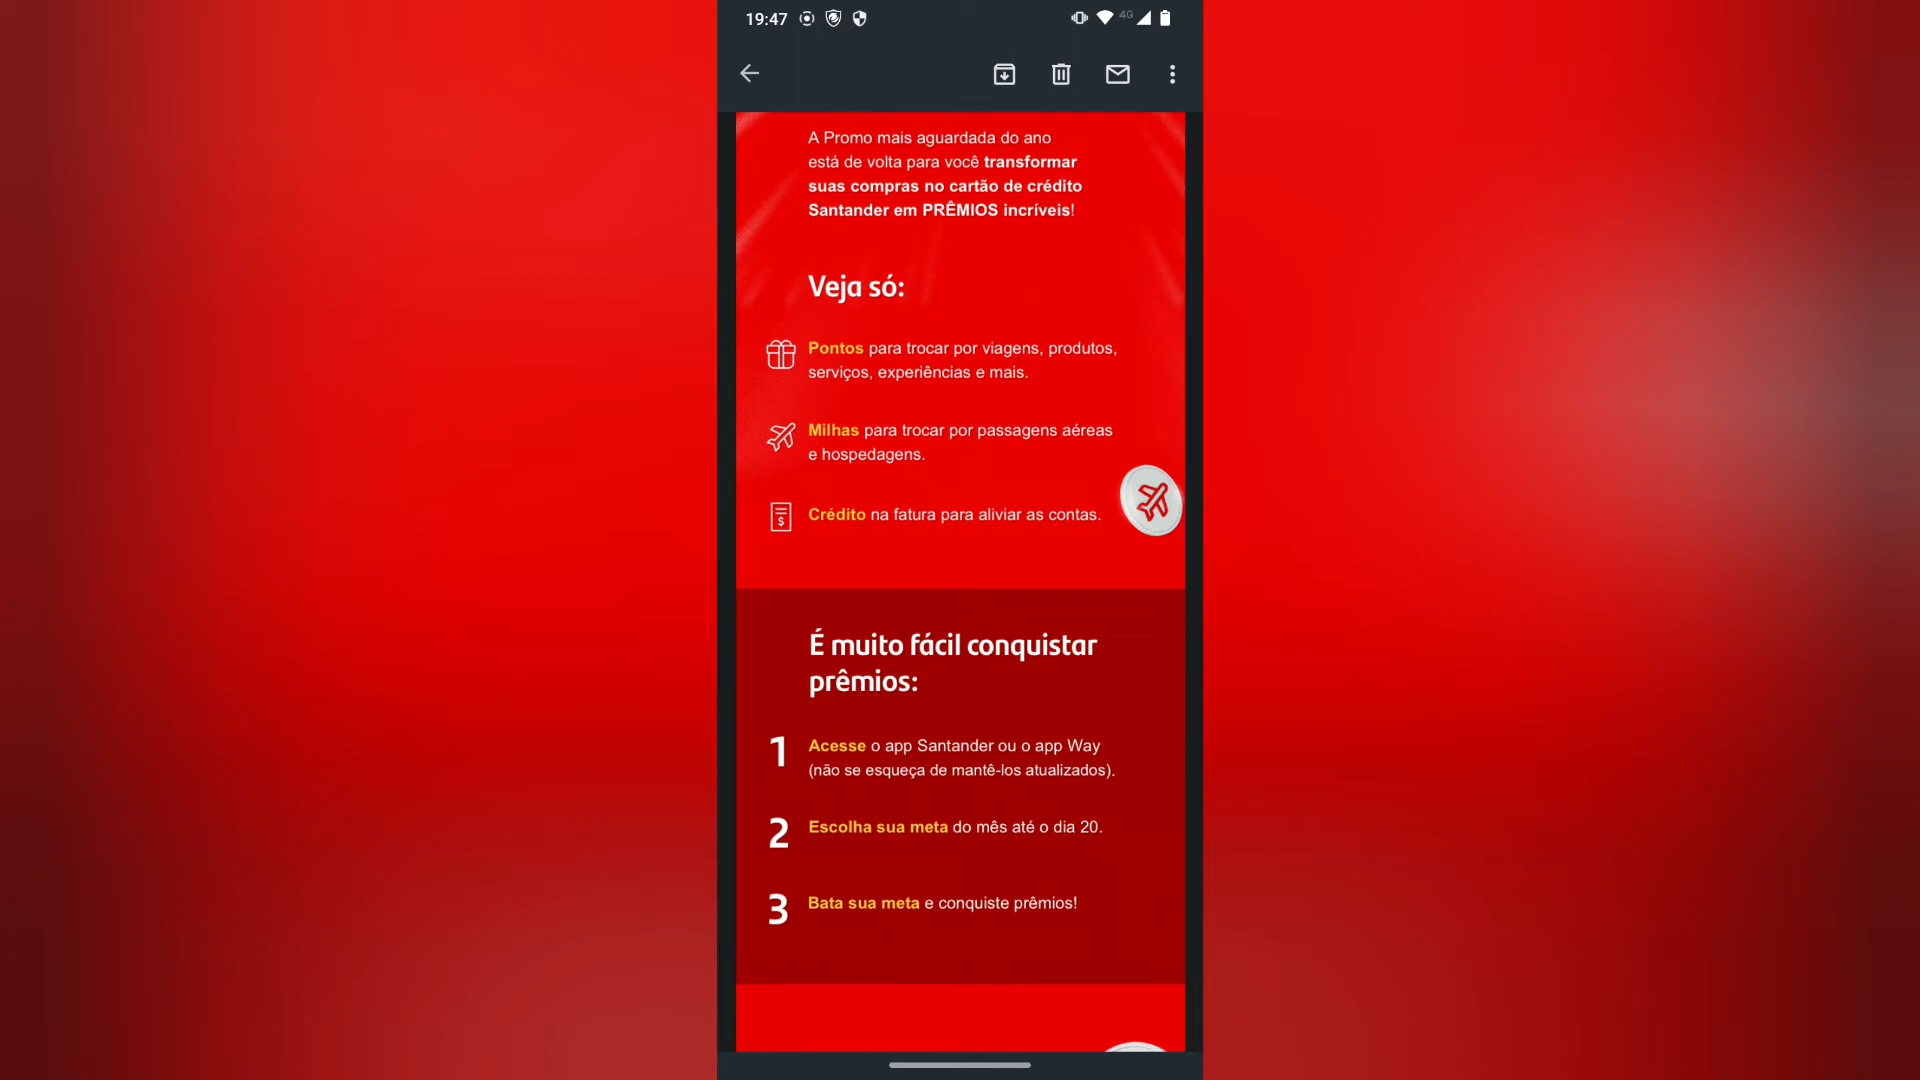 19:47
4G
A Promo mais aguardada do ano
está de volta para você transformar
suas compras no cartão de crédito
Santander em PRÊMIOS incríveis!
Veja só:
Pontos para trocar por viagens, produtos,
serviços, experiências e mais.
Milhas para trocar por passagens aéreas
e hospedagens.
$
Crédito na fatura para aliviar as contas.
É muito fácil conquistar
prêmios:
1
Acesse o app Santander ou o app Way
(não se esqueça de mantê-los atualizados).
2
Escolha sua meta do mês até o dia 20.
3
Bata sua meta e conquiste prêmios!